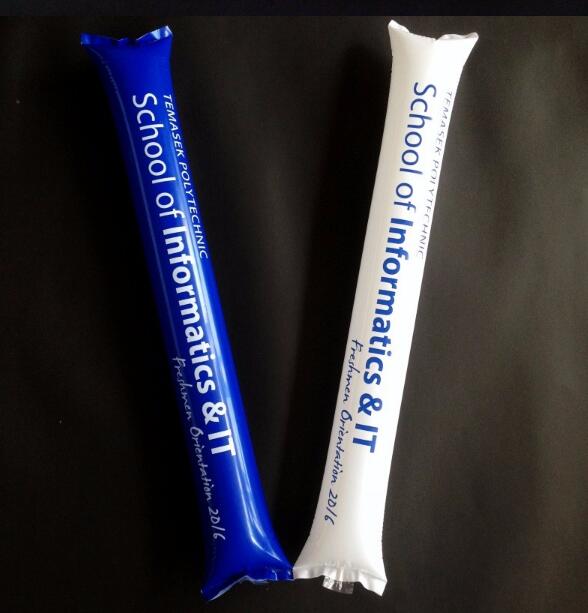 TEMASEK POLYTECHNIC
School of Informatics & IT
Freshmen Orientation 2016
TEMASEK POLYTECHNIC
School of Informatics & IT
Freshmen Orientation 2016